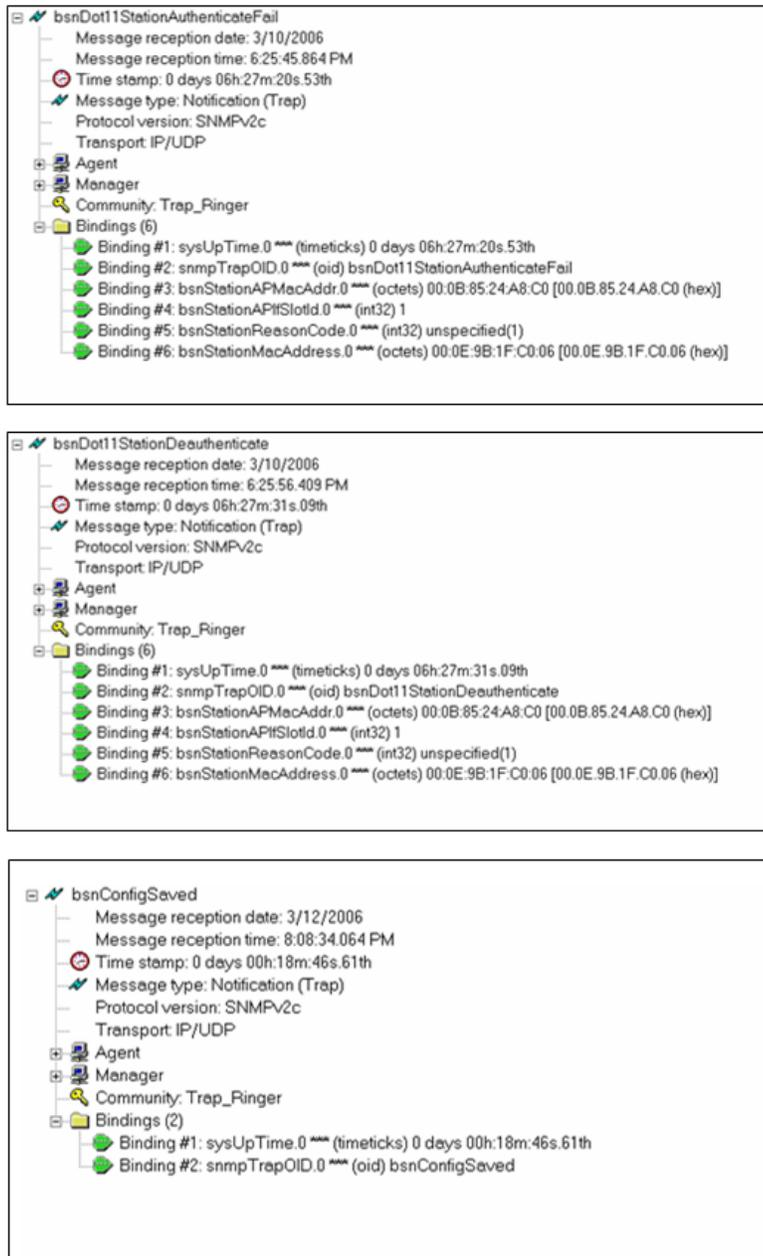 bsnDot11StationAuthenticateFail
Message reception date: 3/10/2006
Message reception time: 6:25:45.864 PM
Time stamp: 0 days 06h:27m:20s.53th
Message type: Notification (Trap)
Protocol version: SNMPv2c
Transport: IP/UDP
Agent
Manager
Community: Trap_Ringer
Bindings (6)
Binding #1: sysUpTime.0 *** (timeticks) 0 days 06h:27m:20s.53th
Binding #2: snmpTrapOID.0 *** (oid) bsnDot11StationAuthenticateFail
Binding #3: bsnStationAPMacAddr.0 *** (octets) 00:0B:85:24:A8:C0 [00.0B.85.24.A8.C0 (hex)]
Binding #4: bsnStationAPIfSlotId.0 *** (int32) 1
Binding #5: bsnStationReasonCode.0 *** (int32) unspecified(1)
Binding #6: bsnStationMacAddress.0 *** (octets) 00:0E:9B:1F:C0:06 [00.0E.9B.1F.C0.06 (hex)]
bsnDot11StationDeauthenticate
Message reception date: 3/10/2006
Message reception time: 6:25:56.409 PM
Time stamp: 0 days 06h:27m:31s.09th
Message type: Notification (Trap)
Protocol version: SNMPv2c
Transport: IP/UDP
Agent
Manager
Community: Trap_Ringer
Bindings (6)
Binding #1: sysUpTime.0 *** (timeticks) 0 days 06h:27m:31s.09th
Binding #2: snmpTrapOID.0 *** (oid) bsnDot11StationDeauthenticate
Binding #3: bsnStationAPMacAddr.0 *** (octets) 00:0B:85:24:A8:C0 [00.0B.85.24.A8.C0 (hex)]
Binding #4: bsnStationAPIfSlotId.0 *** (int32) 1
Binding #5: bsnStationReasonCode.0 *** (int32) unspecified(1)
Binding #6: bsnStationMacAddress.0 *** (octets) 00:0E:9B:1F:C0:06 [00.0E.9B.1F.C0.06 (hex)]
bsnConfigSaved
Message reception date: 3/12/2006
Message reception time: 8:08:34.064 PM
Time stamp: 0 days 00h:18m:46s.61th
Message type: Notification (Trap)
Protocol version: SNMPv2c
Transport: IP/UDP
Agent
Manager
Community: Trap_Ringer
Bindings (2)
Binding #1: sysUpTime.0 *** (timeticks) 0 days 00h:18m:46s.61th
Binding #2: snmpTrapOID.0 *** (oid) bsnConfigSaved